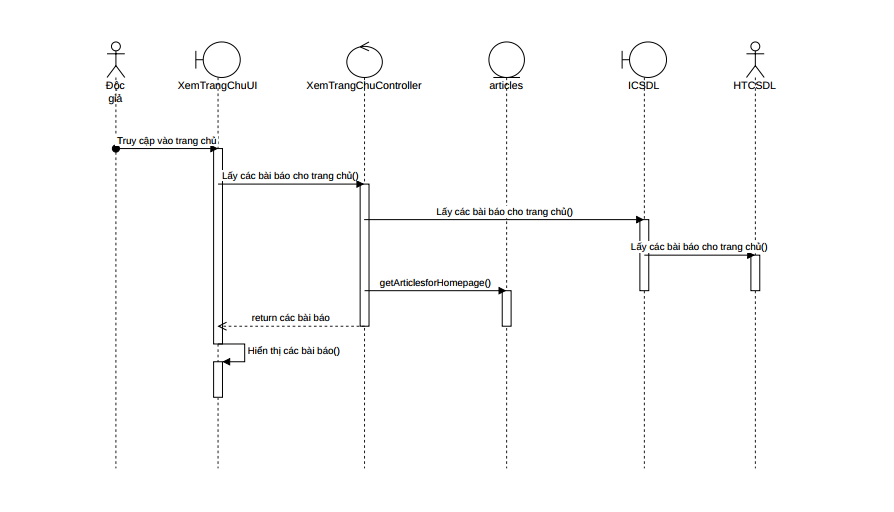 Độc
giả
XemTrangChuUI
XemTrangChuController
articles
ICSDL
HTCSDL
Truy cập vào trang chủ
Lấy các bài báo cho trang chủ()
Lấy các bài báo cho trang chủ()
Lấy các bài báo cho trang chủ()
getArticlesforHomepage()
return các bài báo
Hiển thị các bài báo()